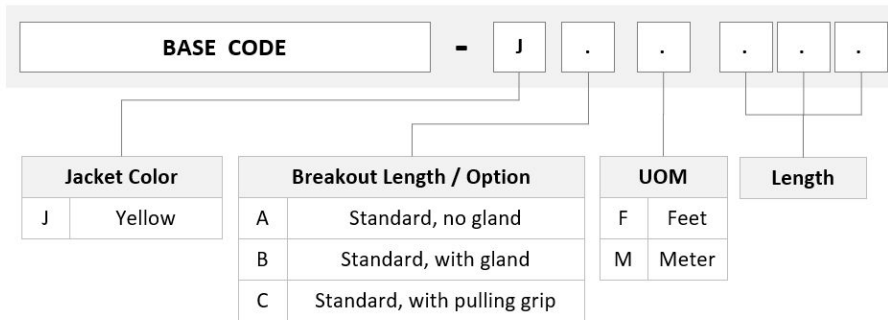 BASE CODE - J . . . . .
Jacket Color Breakout Length / Option UOM Length
J Yellow A Standard, no gland F Feet
B Standard, with gland M Meter
C Standard, with pulling grip